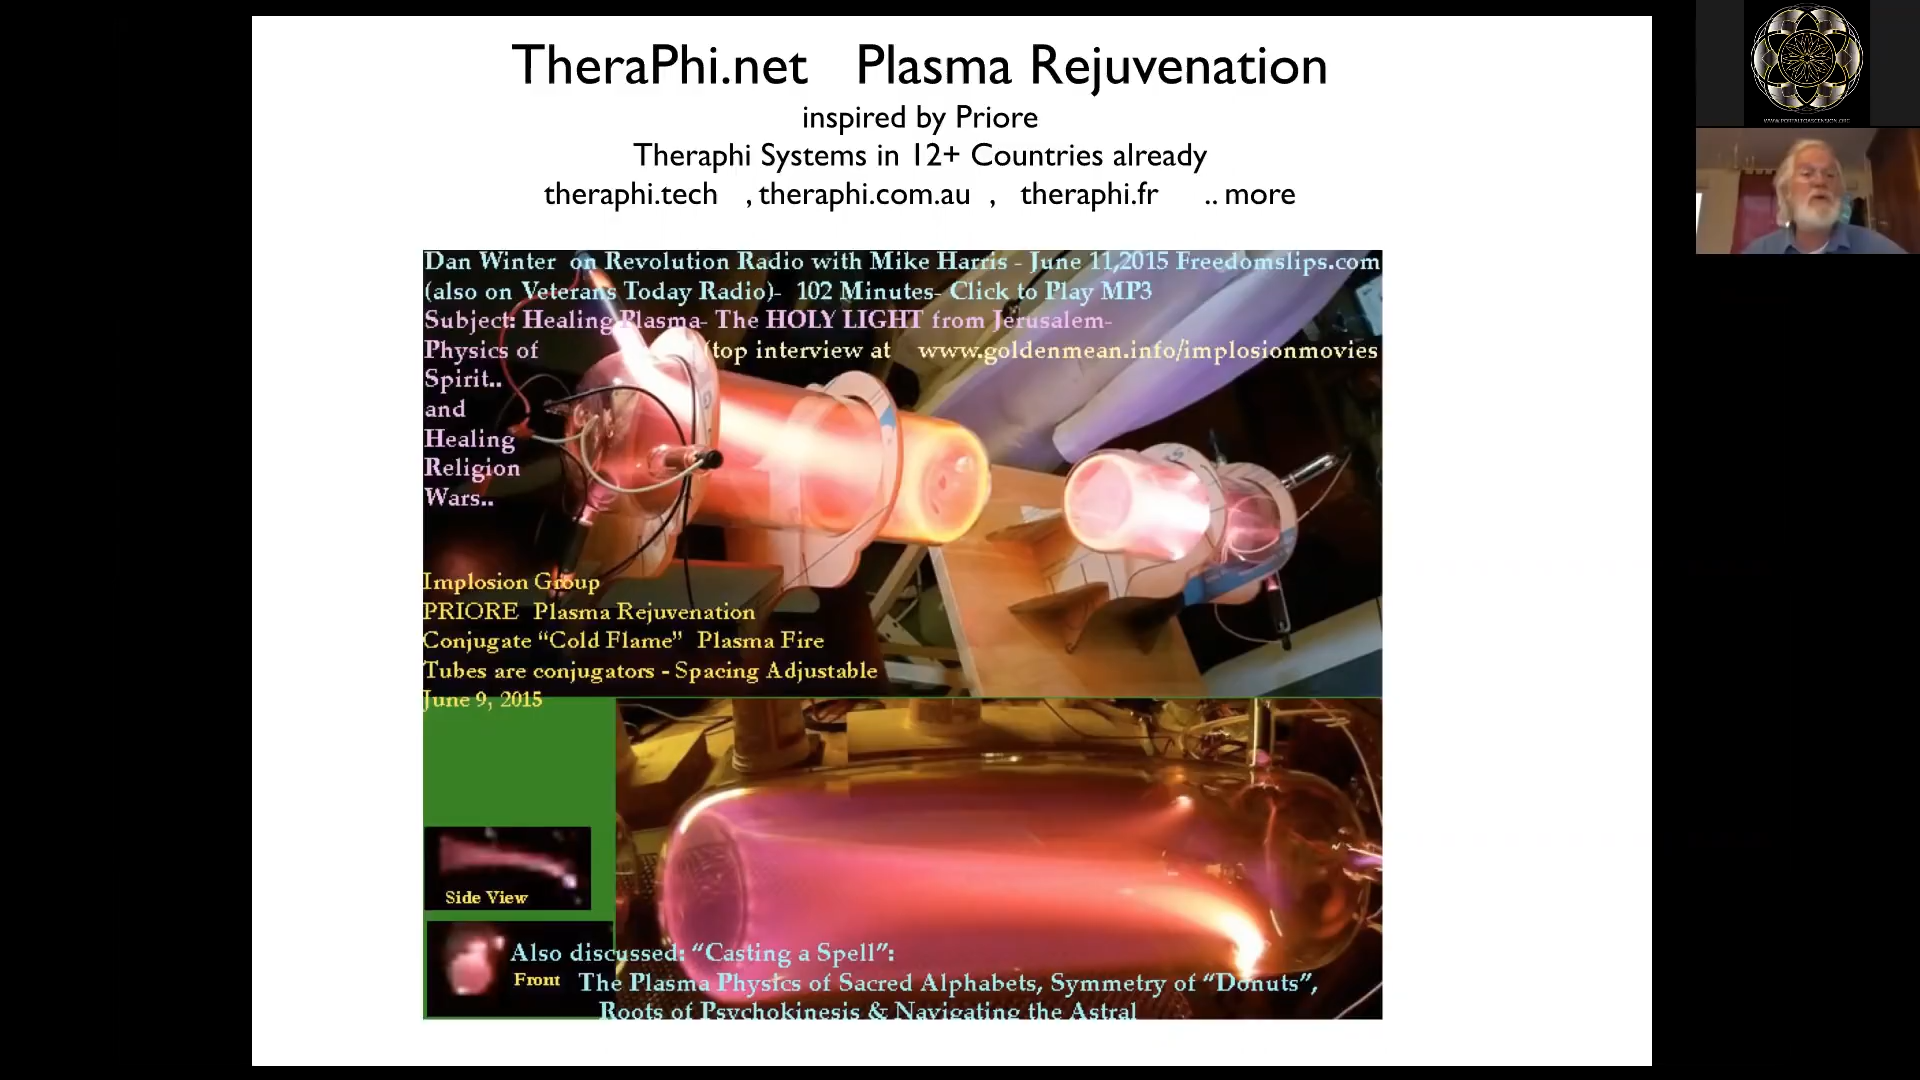 TheraPhi.net Plasma Rejuvenation
inspired by Priore
Theraphi Systems in 12+ Countries already
theraphi.tech , theraphi.com.au , theraphi.fr .. more
Dan Winter on Revolution Radio with Mike Harris - June 11,2015 Freedomslips.com
(also on Veterans Today Radio)- 102 Minutes- Click to Play MP3
Subject: Healing Plasma- The HOLY LIGHT from Jerusalem-
Physics of (top interview at www.goldenmean.info/implosionmovies
Spirit..
and
Healing
Religion
Wars..
Implosion Group
PRIORE Plasma Rejuvenation
Conjugate “Cold Flame” Plasma Fire
Tubes are conjugators - Spacing Adjustable
June 9, 2015
Side View
Front
Also discussed: “Casting a Spell”:
The Plasma Physics of Sacred Alphabets, Symmetry of “Donuts”,
Roots of Psychokinesis & Navigating the Astral
WWW.PORTALTOASCENSION.ORG